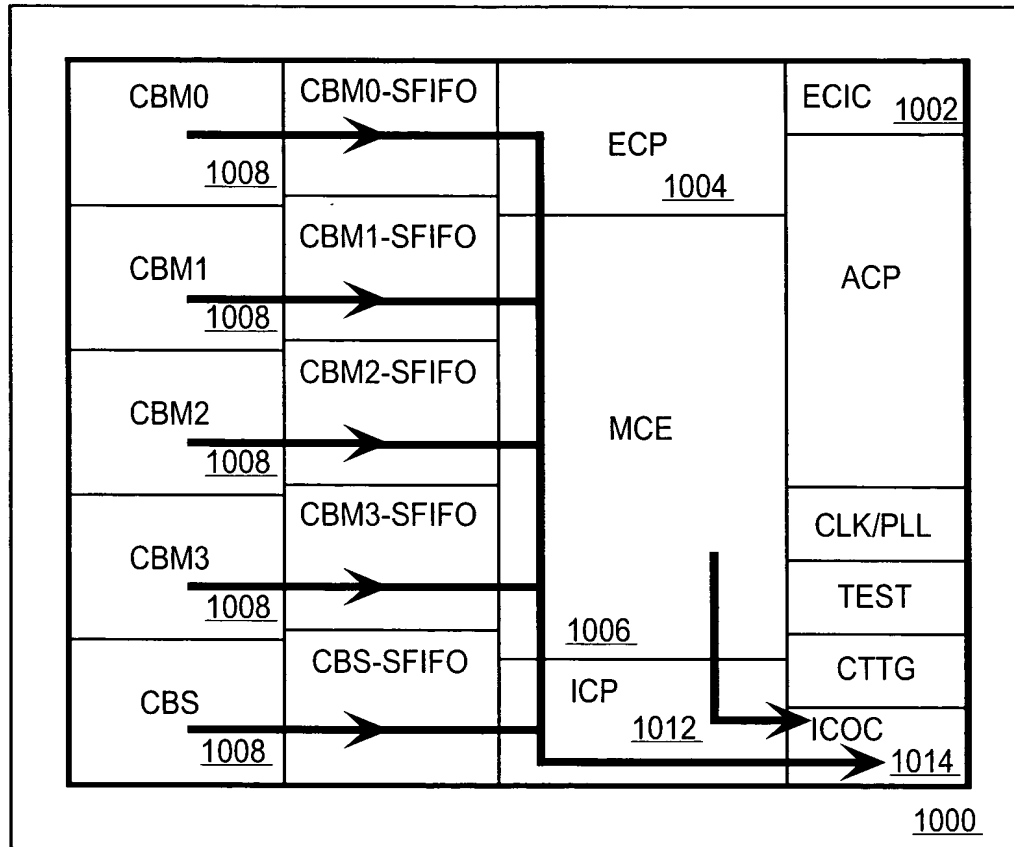 CBM0
1008
CBM1
1008
CBM2
1008
CBM3
1008
CBS
1008
CBM0-SFIFO
CBM1-SFIFO
CBM2-SFIFO
CBM3-SFIFO
CBS-SFIFO
ECP
1004
MCE
1006
ICP
1012
ECIC
1002
ACP
CLK/PLL
TEST
CTTG
ICOC
1014
1000